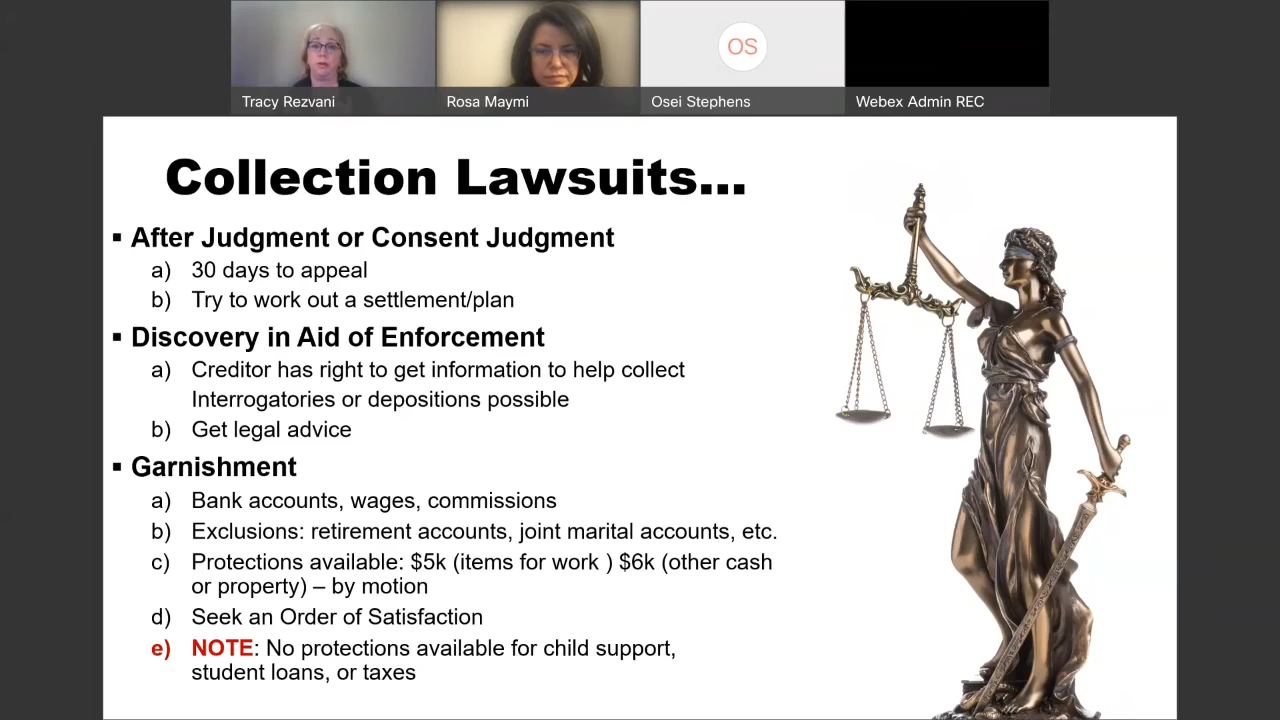 OS
Tracy Rezvani
Rosa Maymi
Osei Stephens
Webex Admin REC
Collection Lawsuits...
▪ After Judgment or Consent Judgment
a) 30 days to appeal
b) Try to work out a settlement/plan
▪ Discovery in Aid of Enforcement
a) Creditor has right to get information to help collect
Interrogatories or depositions possible
b) Get legal advice
▪ Garnishment
a) Bank accounts, wages, commissions
b) Exclusions: retirement accounts, joint marital accounts, etc.
c) Protections available: $5k (items for work ) $6k (other cash
or property) – by motion
d) Seek an Order of Satisfaction
e) NOTE: No protections available for child support,
student loans, or taxes